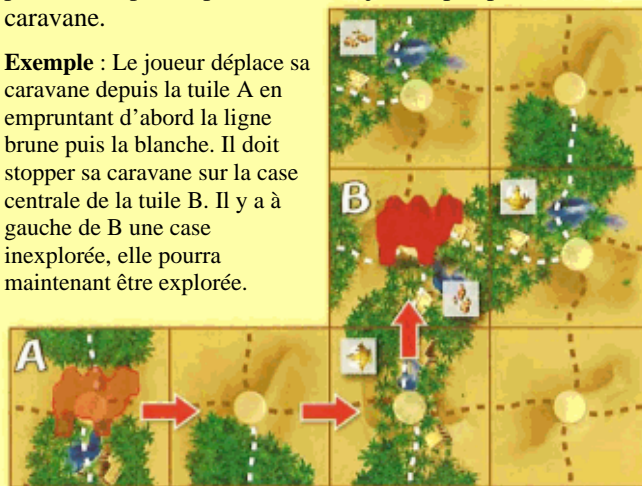 caravane.
Exemple : Le joueur déplace sa
caravane depuis la tuile A en
empruntant d'abord la ligne
brune puis la blanche. Il doit
stopper sa caravane sur la case
centrale de la tuile B. Il y a à
gauche de B une case
inexplorée, elle pourra
maintenant être explorée.
B
A